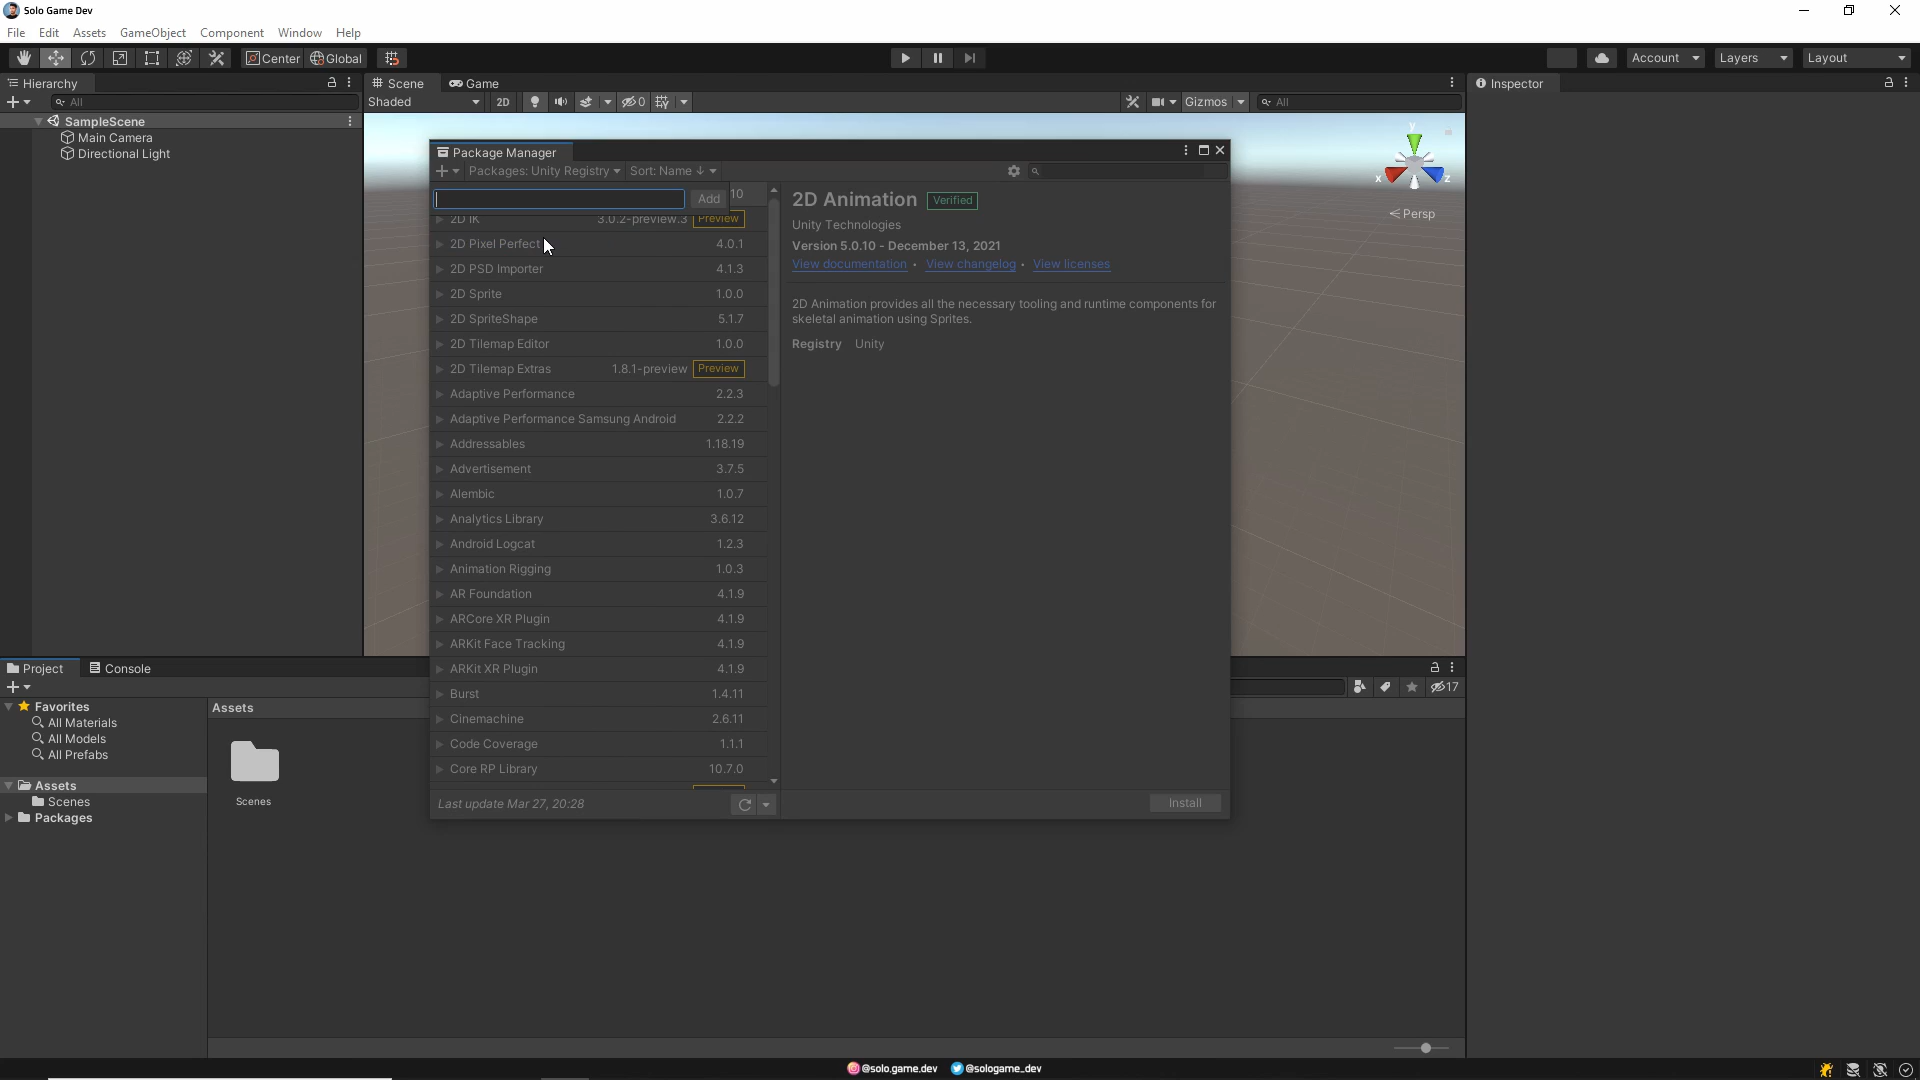 Solo Game Dev
File Edit Assets GameObject Component Window Help
Center Global Account Layers Layout
Hierarchy
All
SampleScene
Main Camera
Directional Light
Scene Game
Shaded 2D 0 Gizmos All
Persp
y
x z
Inspector
Package Manager
Packages: Unity Registry Sort: Name ↓
Add 10
2D IK 3.0.2-preview.3 Preview
2D Pixel Perfect 4.0.1
2D PSD Importer 4.1.3
2D Sprite 1.0.0
2D SpriteShape 5.1.7
2D Tilemap Editor 1.0.0
2D Tilemap Extras 1.8.1-preview Preview
Adaptive Performance 2.2.3
Adaptive Performance Samsung Android 2.2.2
Addressables 1.18.19
Advertisement 3.7.5
Alembic 1.0.7
Analytics Library 3.6.12
Android Logcat 1.2.3
Animation Rigging 1.0.3
AR Foundation 4.1.9
ARCore XR Plugin 4.1.9
ARKit Face Tracking 4.1.9
ARKit XR Plugin 4.1.9
Burst 1.4.11
Cinemachine 2.6.11
Code Coverage 1.1.1
Core RP Library 10.7.0
Last update Mar 27, 20:28
2D Animation Verified
Unity Technologies
Version 5.0.10 - December 13, 2021
View documentation • View changelog • View licenses
2D Animation provides all the necessary tooling and runtime components for
skeletal animation using Sprites.
Registry Unity
Install
Project Console
17
Favorites
All Materials
All Models
All Prefabs
Assets
Scenes
Packages
Assets
Scenes
@solo.game.dev @sologame_dev